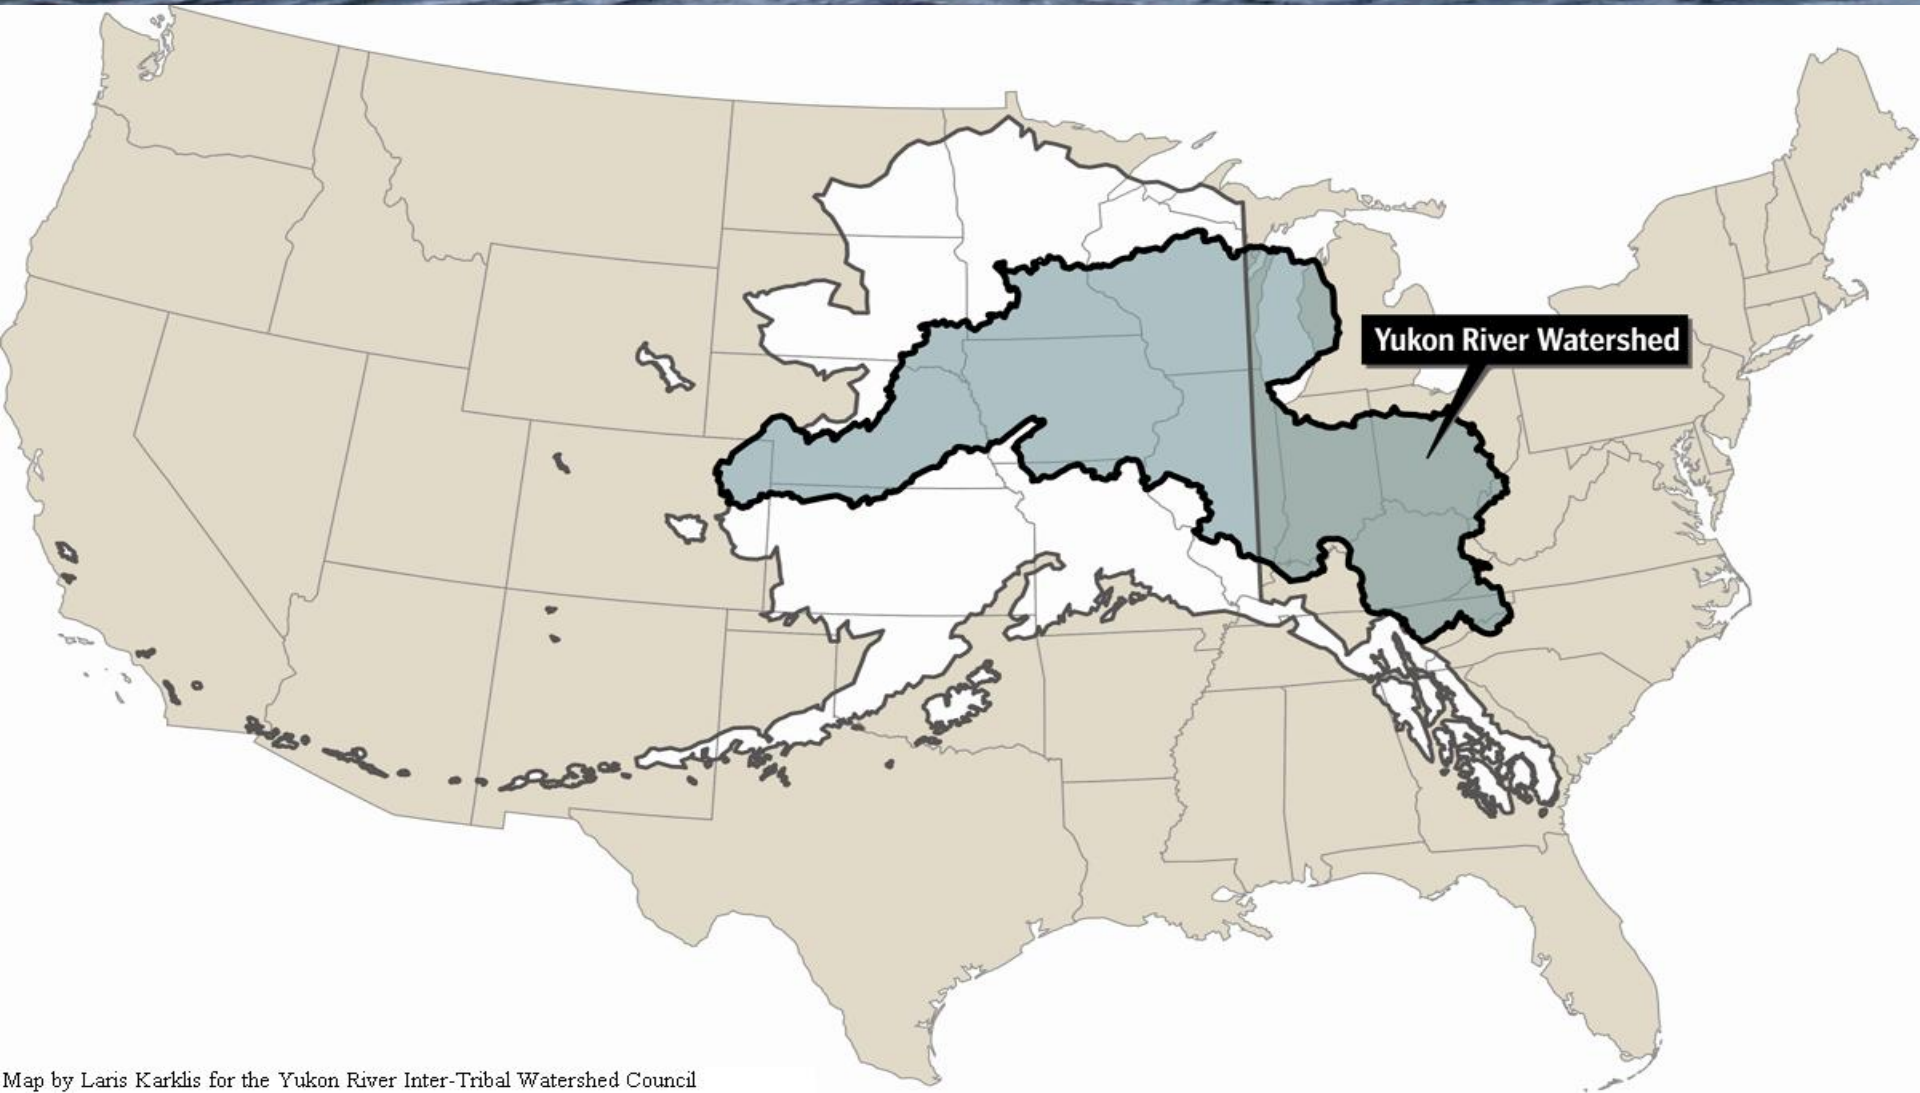 Yukon River Watershed
Map by Laris Karklis for the Yukon River Inter-Tribal Watershed Council